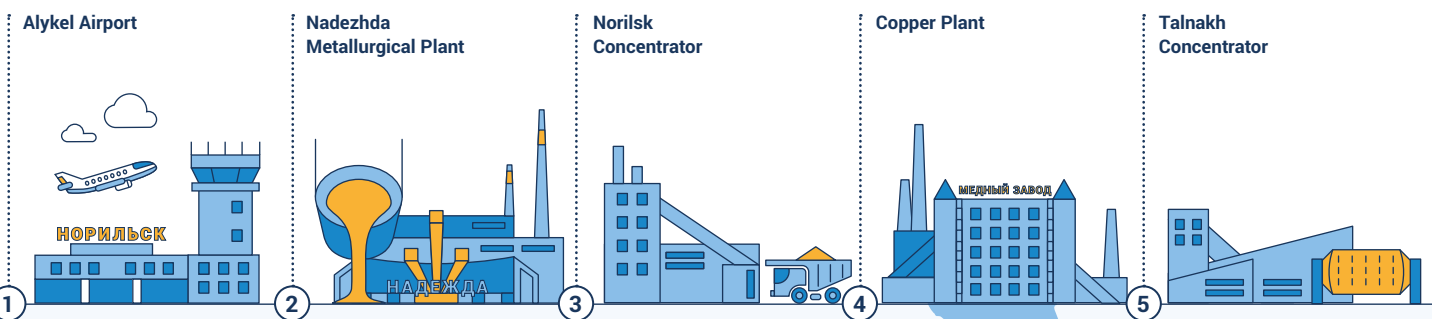 Alykel Airport
НОРИЛЬСК
1
Nadezhda
Metallurgical Plant
НАДЕЖДА
2
Norilsk
Concentrator
3
Copper Plant
МЕДНЫЙ ЗАВОД
4
Talnakh
Concentrator
5